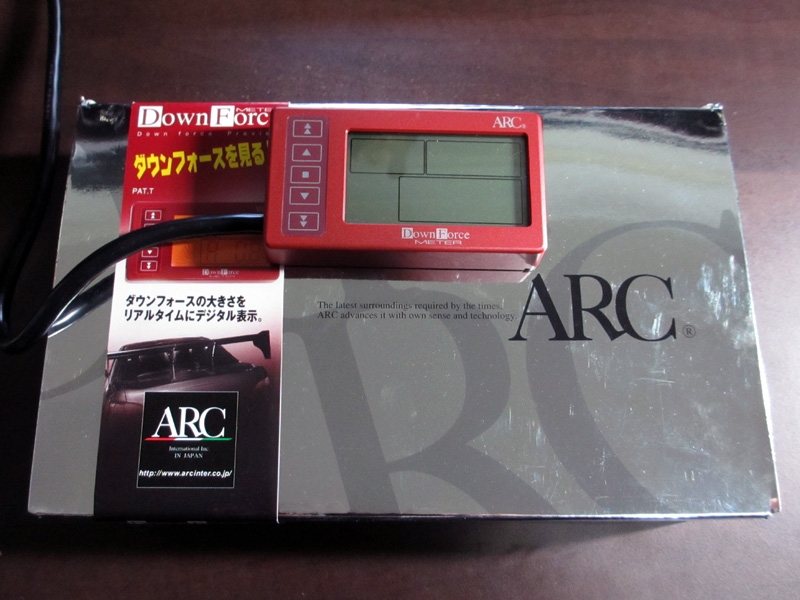 DownForc
METE
Down force Previe
ダウンフォースを見る!
PAT.T
DownForce
ダウンフォースの大きさを
リアルタイムにデジタル表示。
ARC
International Inc
IN JAPAN
http://www.arcinter.co.jp/
ARC®
DownForce
METER
The latest surroundings required by the times.
ARC advances it with own sense and technology.
ARC®